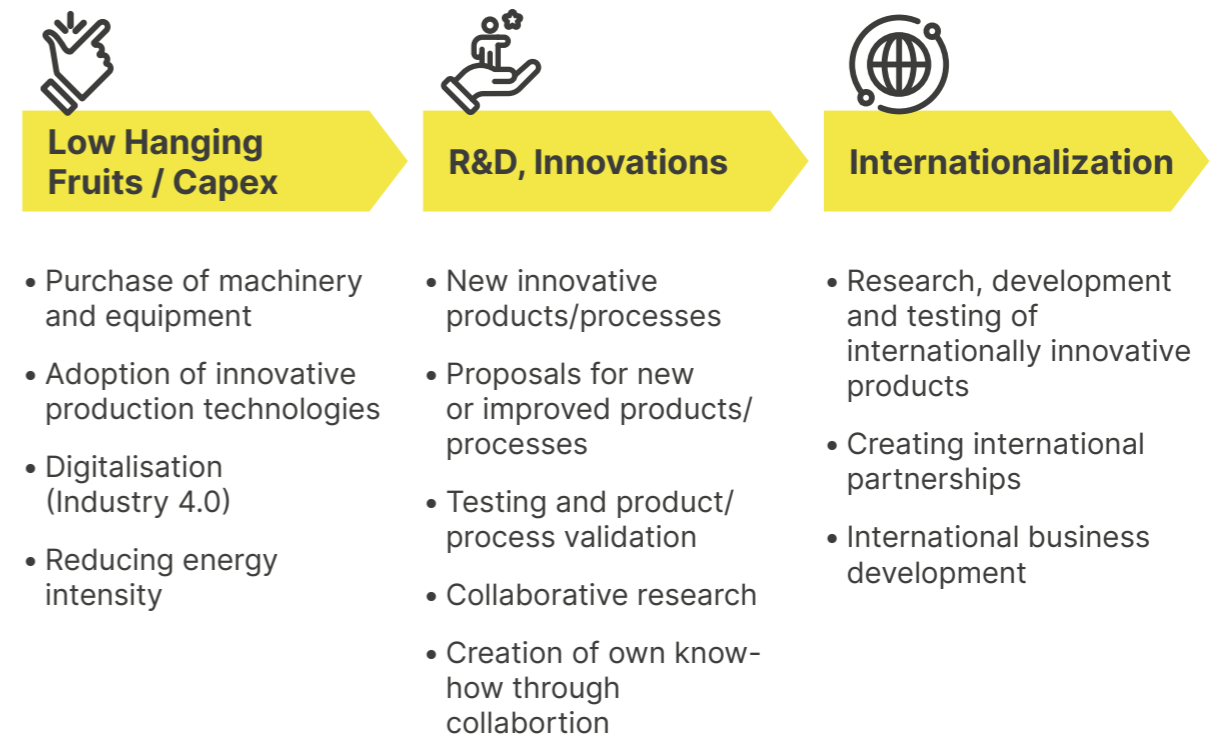 Low Hanging
Fruits / Capex
• Purchase of machinery
and equipment
• Adoption of innovative
production technologies
• Digitalisation
(Industry 4.0)
• Reducing energy
intensity
R&D, Innovations
• New innovative
products/processes
• Proposals for new
or improved products/
processes
• Testing and product/
process validation
• Collaborative research
• Creation of own know-
how through
collabortion
Internationalization
• Research, development
and testing of
internationally innovative
products
• Creating international
partnerships
• International business
development